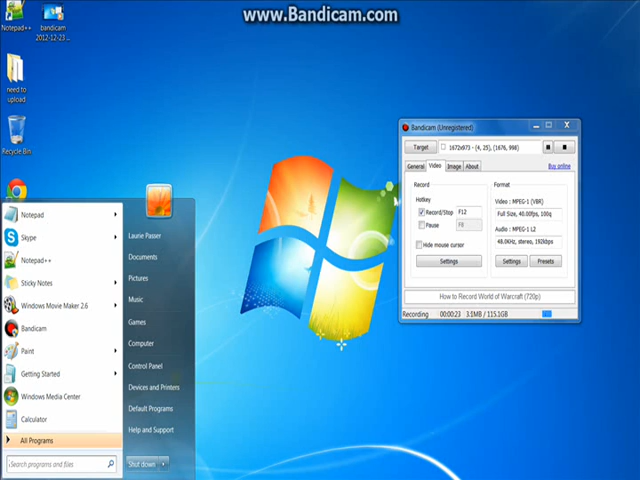 www.Bandicam.com
Notepad++
bandicam
2012-12-23 ...
need to
upload
Recycle Bin
Notepad
Skype
Notepad++
Sticky Notes
Windows Movie Maker 2.6
Bandicam
Paint
Getting Started
Windows Media Center
Calculator
All Programs
Search programs and files
Laurie Passer
Documents
Pictures
Music
Games
Computer
Control Panel
Devices and Printers
Default Programs
Help and Support
Shut down
Bandicam (Unregistered)
Target
1672x973 - (4, 25), (1676, 998)
General Video Image About
Buy online
Record
Hotkey
Record/Stop F12
Pause F8
Hide mouse cursor
Settings
Format
Video : MPEG-1 (VBR)
Full Size, 40.00fps, 100q
Audio : MPEG-1 L2
48.0KHz, stereo, 192kbps
Settings Presets
How to Record World of Warcraft (720p)
Recording 00:00:23 3.1MB / 115.1GB